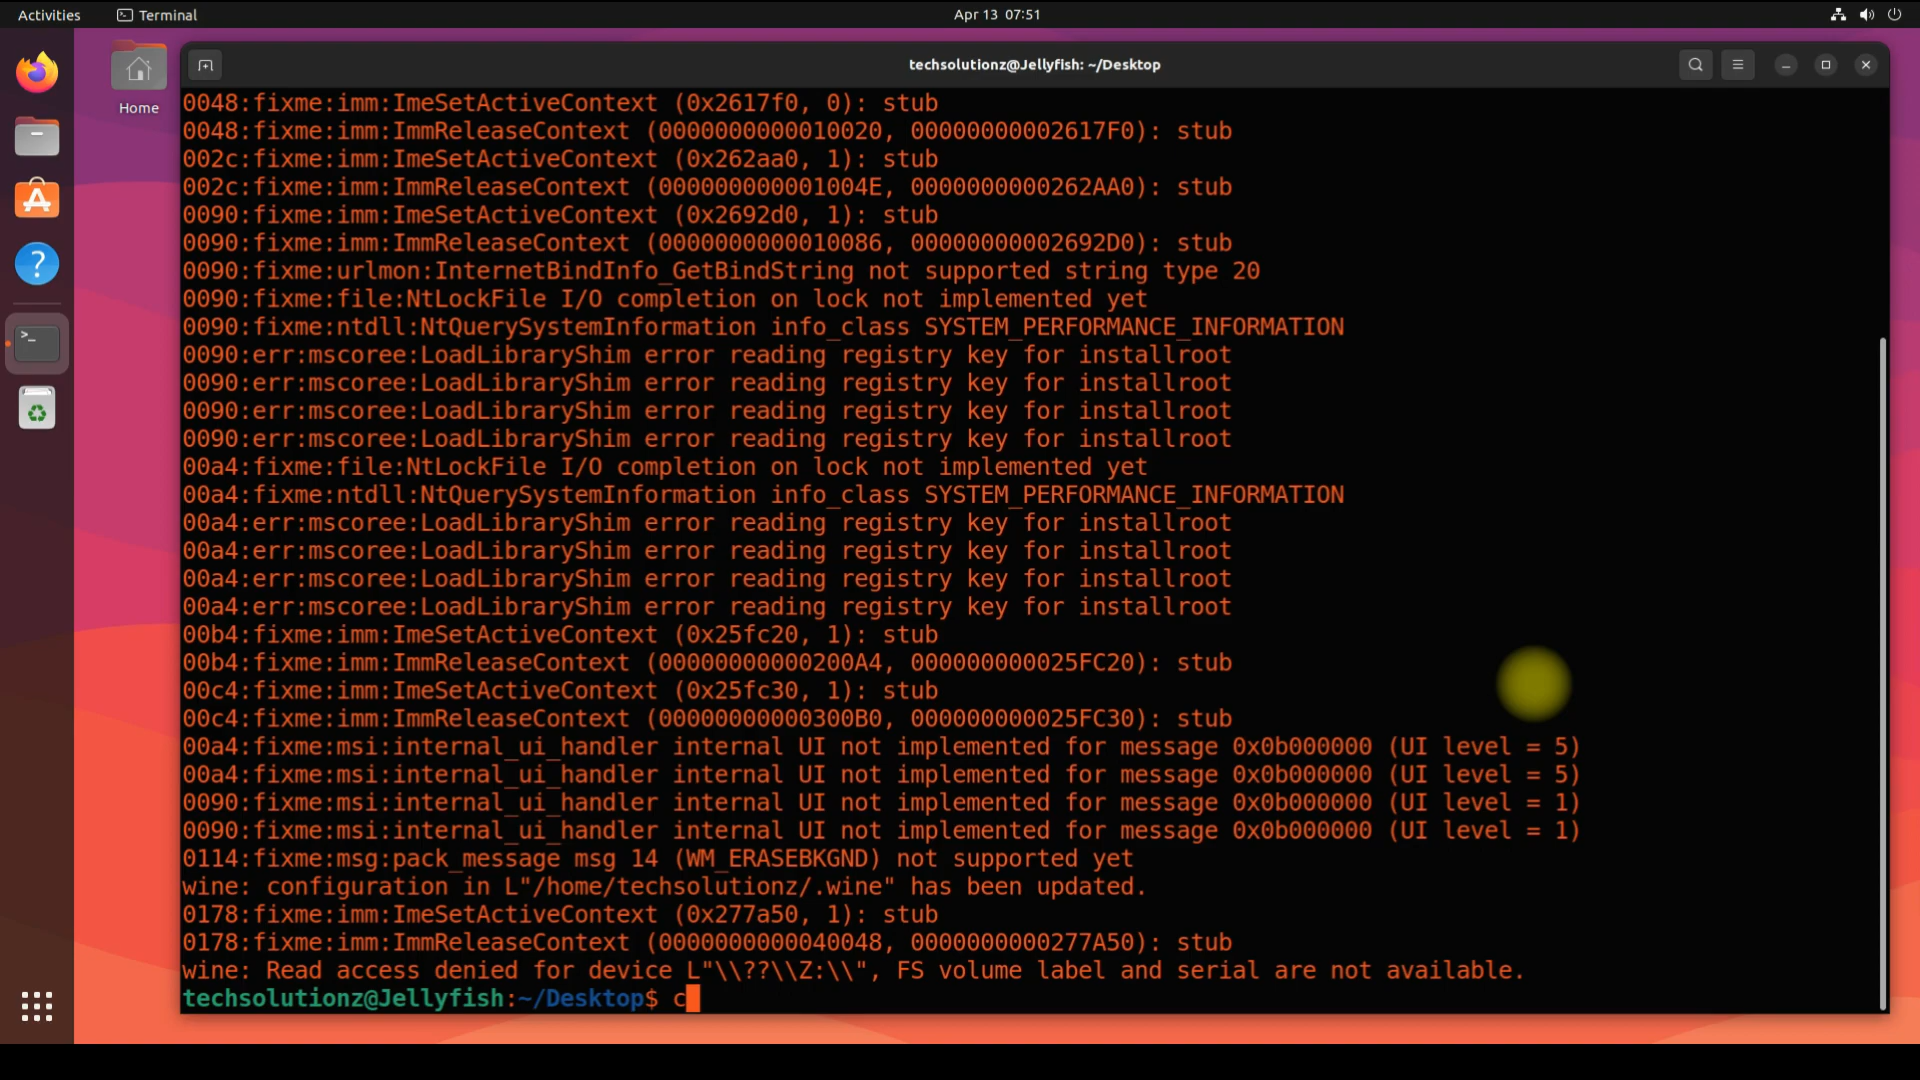 Activities
Terminal
Apr 13 07:51
Home
techsolutionz@Jellyfish: ~/Desktop
0048:fixme:imm:ImeSetActiveContext (0x2617f0, 0): stub
0048:fixme:imm:ImmReleaseContext (0000000000010020, 00000000002617F0): stub
002c:fixme:imm:ImeSetActiveContext (0x262aa0, 1): stub
002c:fixme:imm:ImmReleaseContext (000000000001004E, 0000000000262AA0): stub
0090:fixme:imm:ImeSetActiveContext (0x2692d0, 1): stub
0090:fixme:imm:ImmReleaseContext (0000000000010086, 00000000002692D0): stub
0090:fixme:urlmon:InternetBindInfo_GetBindString not supported string type 20
0090:fixme:file:NtLockFile I/O completion on lock not implemented yet
0090:fixme:ntdll:NtQuerySystemInformation info_class SYSTEM_PERFORMANCE_INFORMATION
0090:err:mscoree:LoadLibraryShim error reading registry key for installroot
0090:err:mscoree:LoadLibraryShim error reading registry key for installroot
0090:err:mscoree:LoadLibraryShim error reading registry key for installroot
0090:err:mscoree:LoadLibraryShim error reading registry key for installroot
00a4:fixme:file:NtLockFile I/O completion on lock not implemented yet
00a4:fixme:ntdll:NtQuerySystemInformation info_class SYSTEM_PERFORMANCE_INFORMATION
00a4:err:mscoree:LoadLibraryShim error reading registry key for installroot
00a4:err:mscoree:LoadLibraryShim error reading registry key for installroot
00a4:err:mscoree:LoadLibraryShim error reading registry key for installroot
00a4:err:mscoree:LoadLibraryShim error reading registry key for installroot
00b4:fixme:imm:ImeSetActiveContext (0x25fc20, 1): stub
00b4:fixme:imm:ImmReleaseContext (00000000000200A4, 000000000025FC20): stub
00c4:fixme:imm:ImeSetActiveContext (0x25fc30, 1): stub
00c4:fixme:imm:ImmReleaseContext (00000000000300B0, 000000000025FC30): stub
00a4:fixme:msi:internal_ui_handler internal UI not implemented for message 0x0b000000 (UI level = 5)
00a4:fixme:msi:internal_ui_handler internal UI not implemented for message 0x0b000000 (UI level = 5)
0090:fixme:msi:internal_ui_handler internal UI not implemented for message 0x0b000000 (UI level = 1)
0090:fixme:msi:internal_ui_handler internal UI not implemented for message 0x0b000000 (UI level = 1)
0114:fixme:msg:pack_message msg 14 (WM_ERASEBKGND) not supported yet
wine: configuration in L"/home/techsolutionz/.wine" has been updated.
0178:fixme:imm:ImeSetActiveContext (0x277a50, 1): stub
0178:fixme:imm:ImmReleaseContext (0000000000040048, 0000000000277A50): stub
wine: Read access denied for device L"\\??\\Z:\\", FS volume label and serial are not available.
techsolutionz@Jellyfish:~/Desktop$ c